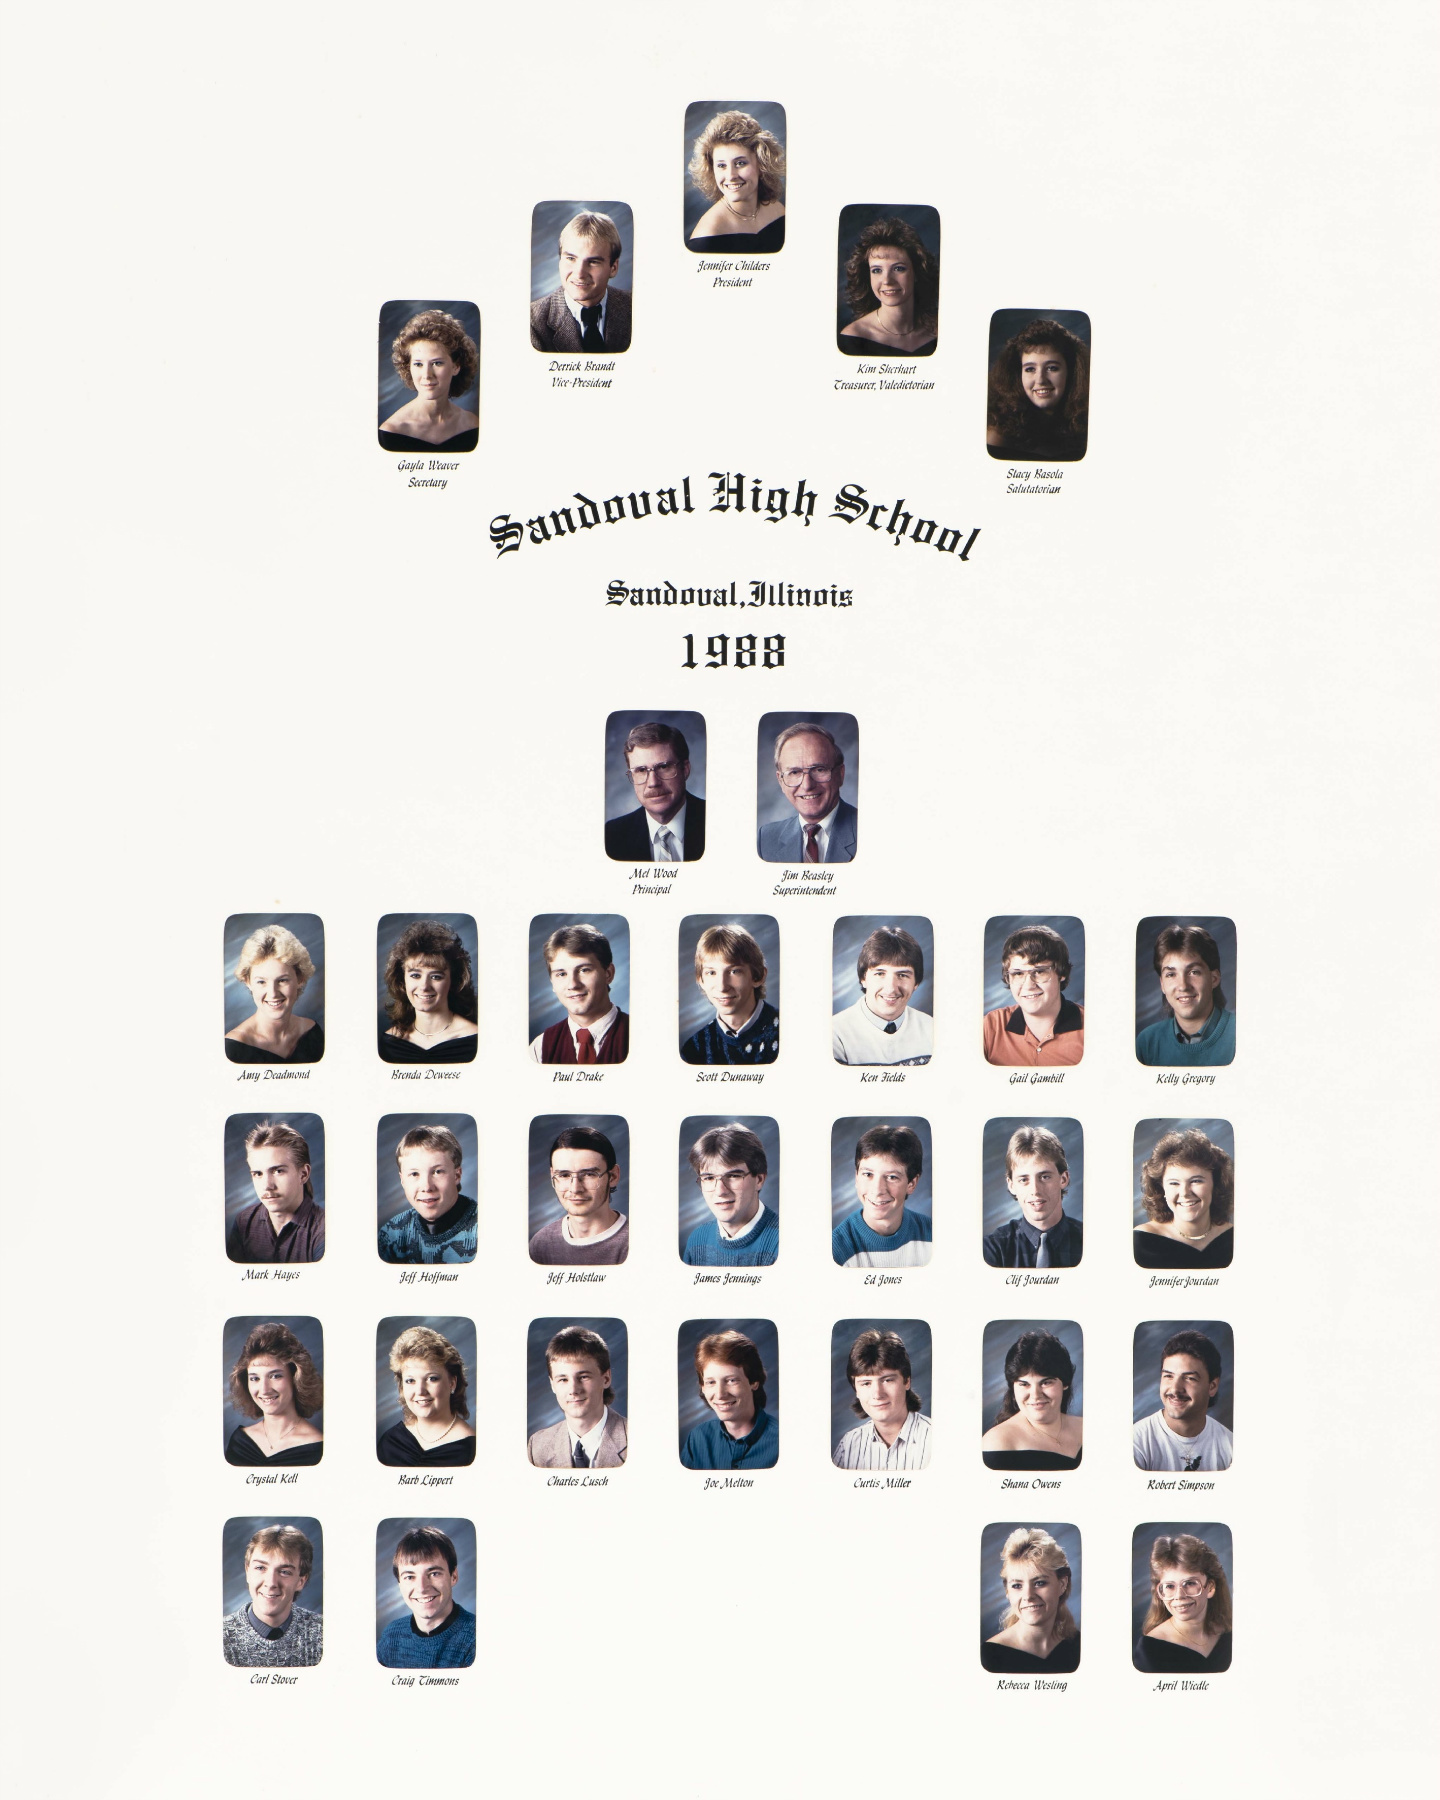 Jennifer Childers
President
Derrick Brandt
Vice-President
Kim Sherhart
Treasurer, Valedictorian
Gayla Weaver
Secretary
Stacy Basola
Salutatorian
Sandoval High School
Sandoval, Illinois
1988
Mel Wood
Principal
Jim Beasley
Superintendent
Amy Deadmond
Brenda Deweese
Paul Drake
Scott Dunaway
Ken Fields
Gail Gambill
Kelly Gregory
Mark Hayes
Jeff Hoffman
Jeff Holstlaw
James Jennings
Ed Jones
Clif Jourdan
Jennifer Jourdan
Crystal Kell
Barb Lippert
Charles Lusch
Joe Melton
Curtis Miller
Shana Owens
Robert Simpson
Carl Stover
Craig Timmons
Rebecca Wesling
April Wiedle